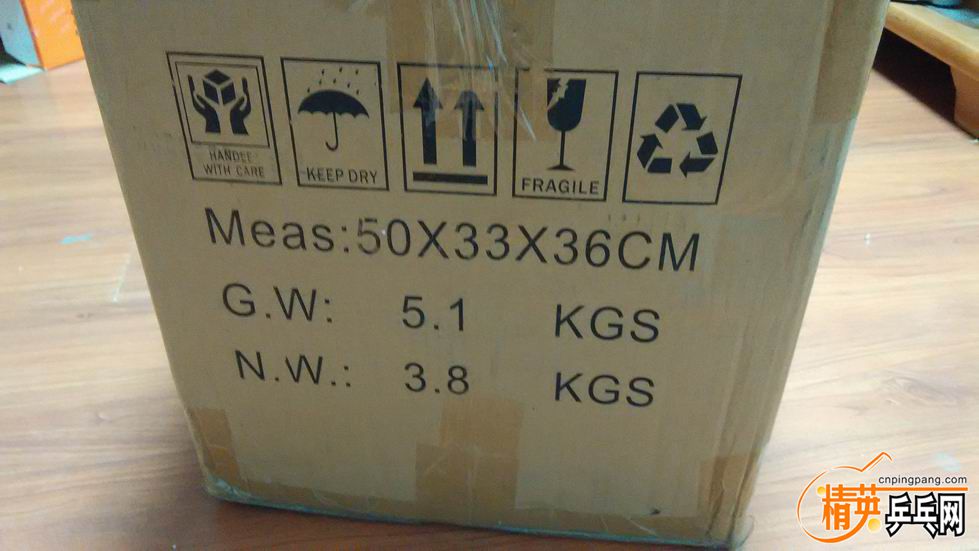 HANDLE
WITH CARE
KEEP DRY
FRAGILE
Meas:50X33X36CM
G.W: 5.1 KGS
N.W.: 3.8 KGS
cnpingpang.com
精英乒乓网